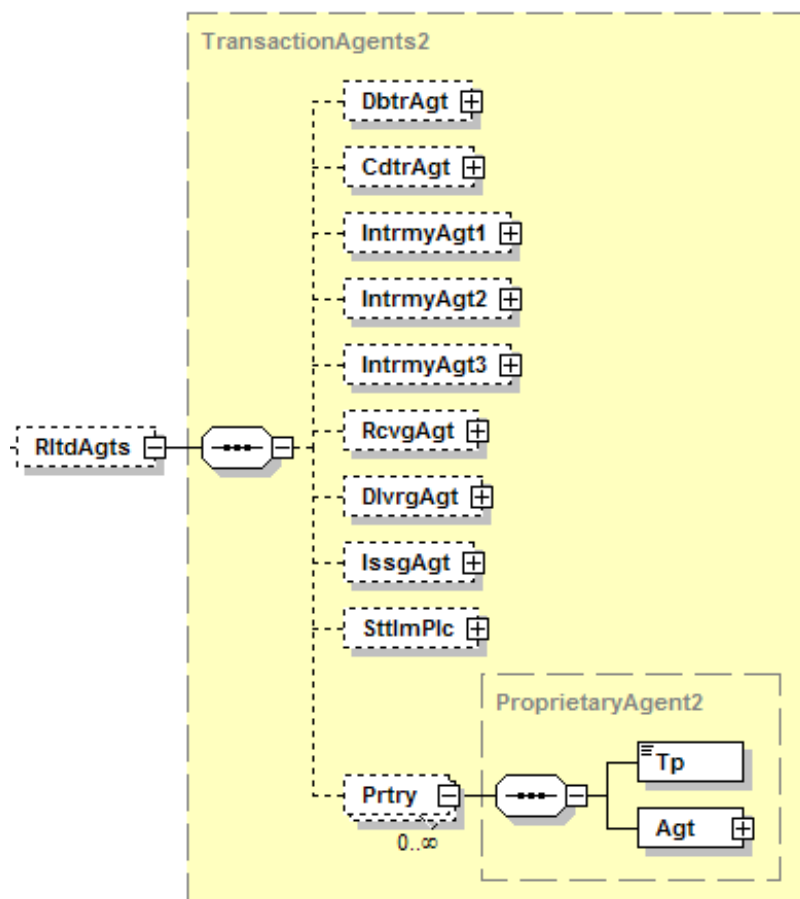 TransactionAgents2
DbtrAgt
CdtrAgt
IntrmyAgt1
IntrmyAgt2
IntrmyAgt3
RltdAgts
RcvgAgt
DlvrgAgt
IssgAgt
SttlmPlc
ProprietaryAgent2
Tp
Prtry
Agt
0..∞